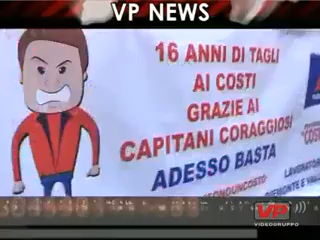 VP NEWS
16 ANNI DI TAGLI
AI COSTI
GRAZIE AI
CAPITANI CORAGGIOSI
ADESSO BASTA
VP
VIDEOGRUPPO